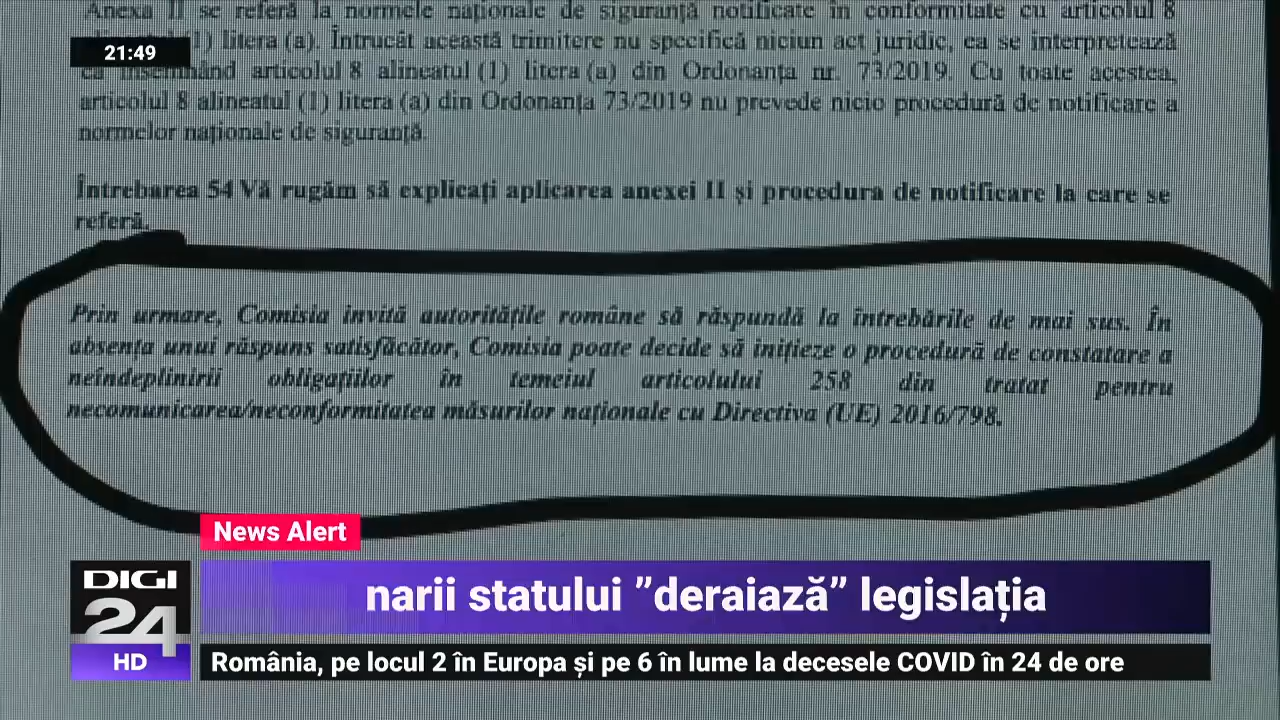 Anexa II se referă la normele naționale de siguranță notificate în conformitate cu articolul 8
(1) litera (a). Întrucât această trimitere nu specifică niciun act juridic, ea se interpretează
ca însemnând articolul 8 alineatul (1) litera (a) din Ordonanța nr. 73/2019. Cu toate acestea,
articolul 8 alineatul (1) litera (a) din Ordonanța 73/2019 nu prevede nicio procedură de notificare a
normelor naționale de siguranță.
Întrebarea 54 Vă rugăm să explicați aplicarea anexei II și procedura de notificare la care se
referă.
Prin urmare, Comisia invită autoritățile române să răspundă la întrebările de mai sus. În
absența unui răspuns satisfăcător, Comisia poate decide să inițieze o procedură de constatare a
neîndeplinirii obligațiilor în temeiul articolului 258 din tratat pentru
necomunicarea/neconformitatea măsurilor naționale cu Directiva (UE) 2016/798.
21:49
News Alert
narii statului ”deraiază” legislația
DIGI
24
HD
România, pe locul 2 în Europa și pe 6 în lume la decesele COVID în 24 de ore